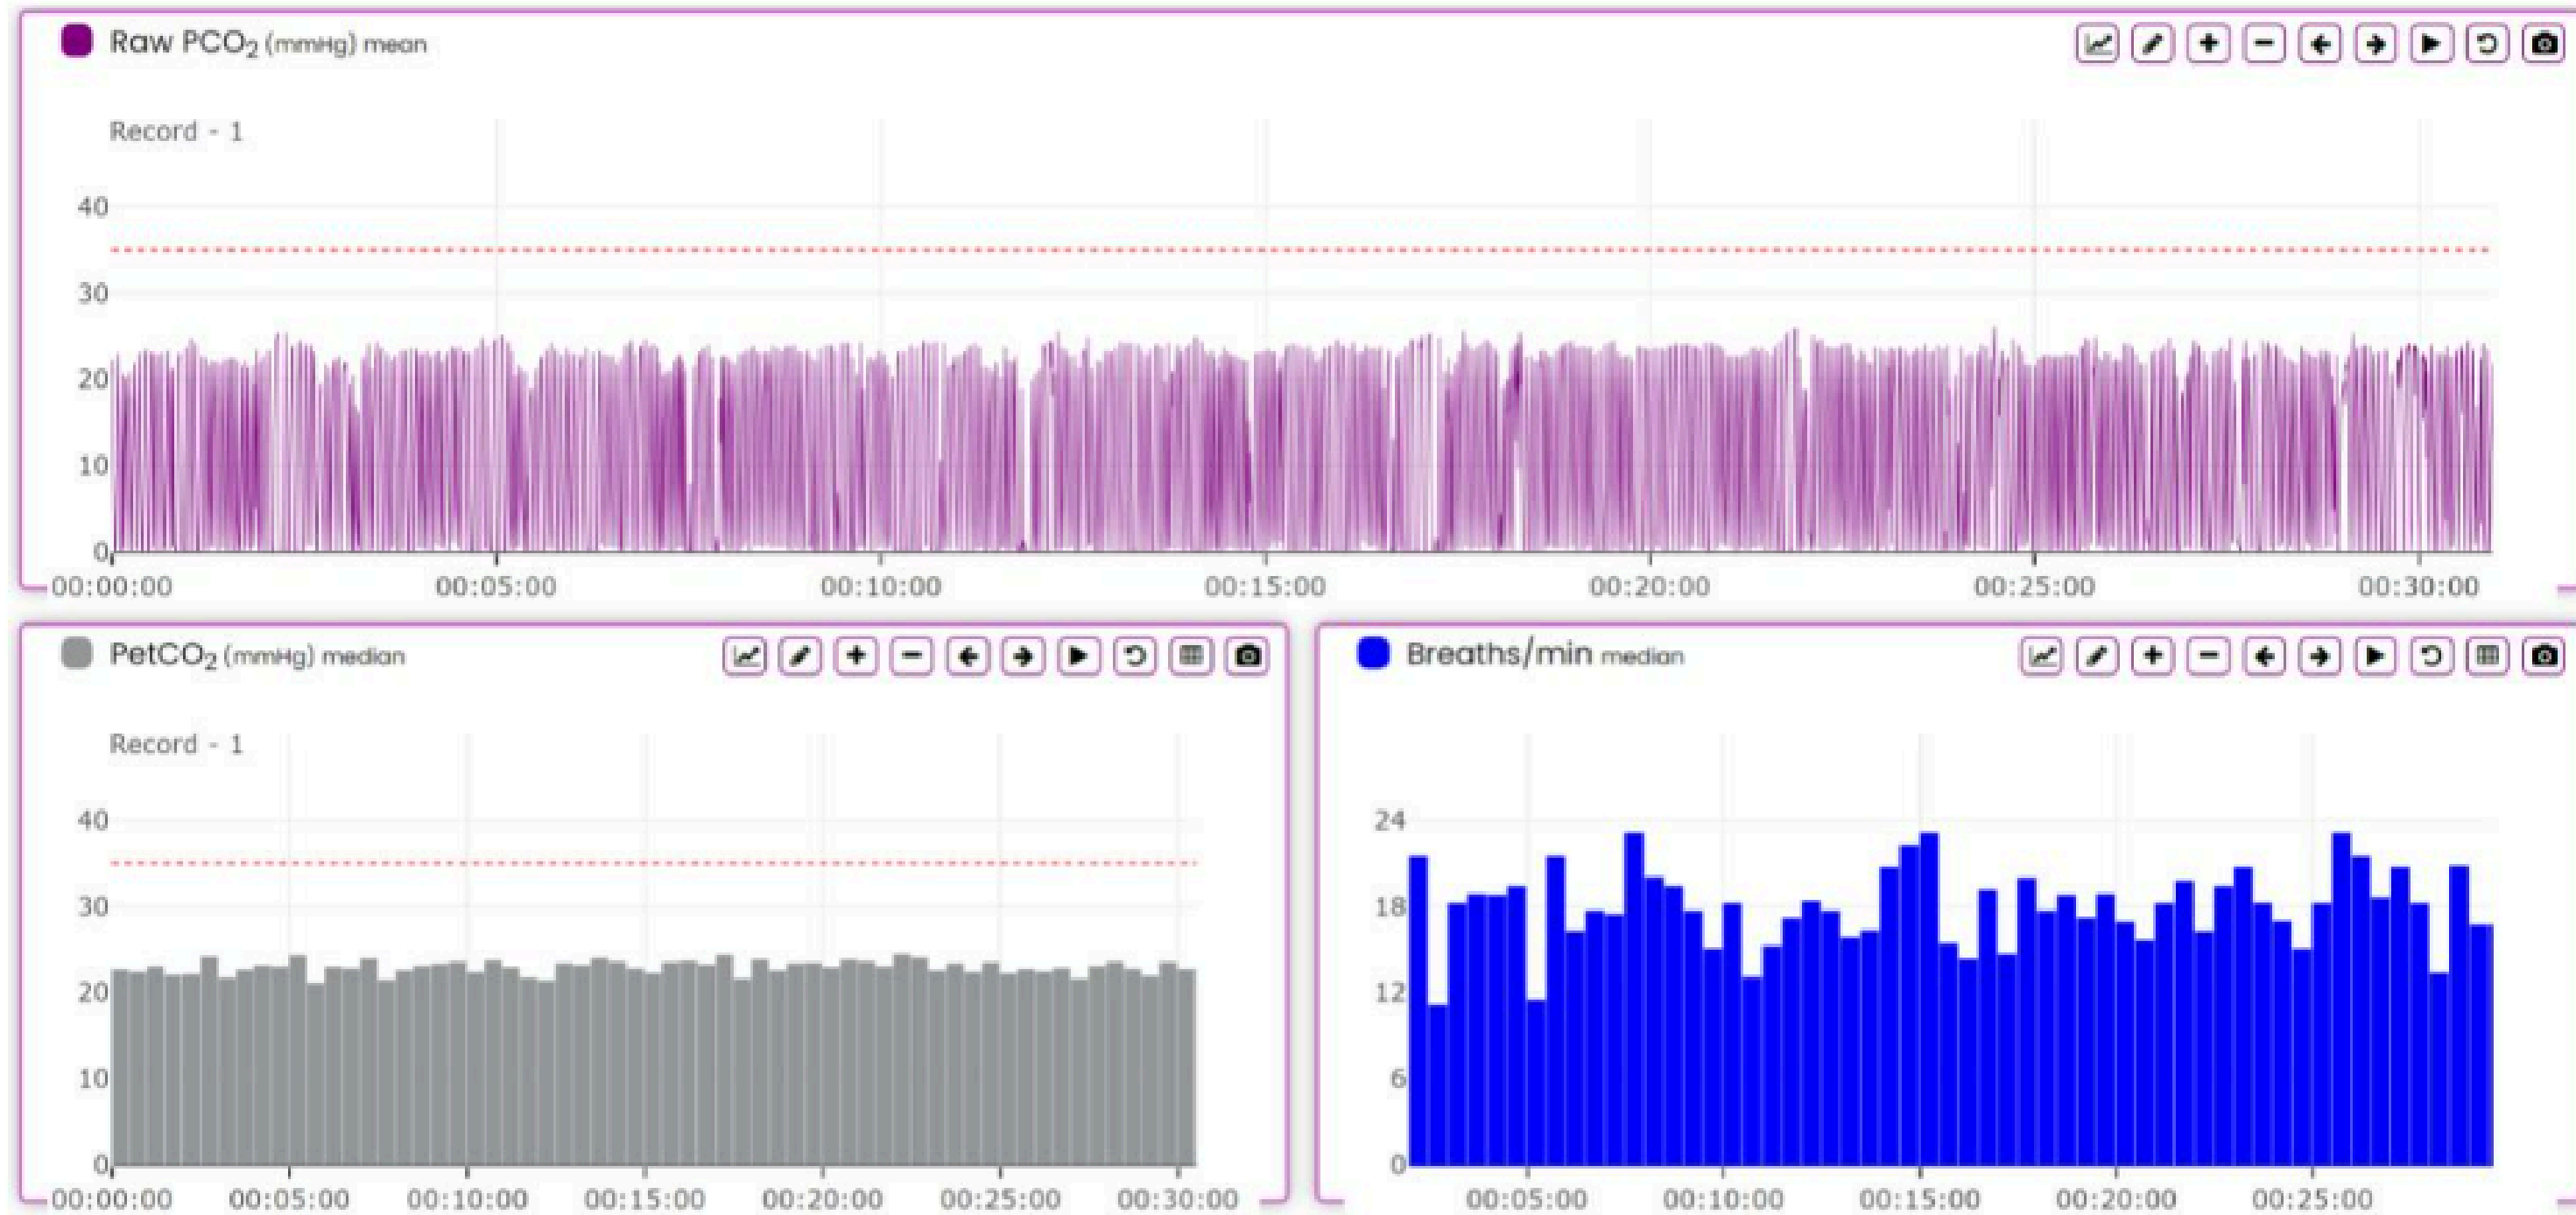 Raw PCO₂ (mmHg) mean
Record - 1
40
30
20
10
0
00:00:00 00:05:00 00:10:00 00:15:00 00:20:00 00:25:00 00:30:00
PetCO₂ (mmHg) median
Record - 1
40
30
20
10
0
00:00:00 00:05:00 00:10:00 00:15:00 00:20:00 00:25:00 00:30:00
Breaths/min median
24
18
12
6
0
00:05:00 00:10:00 00:15:00 00:20:00 00:25:00